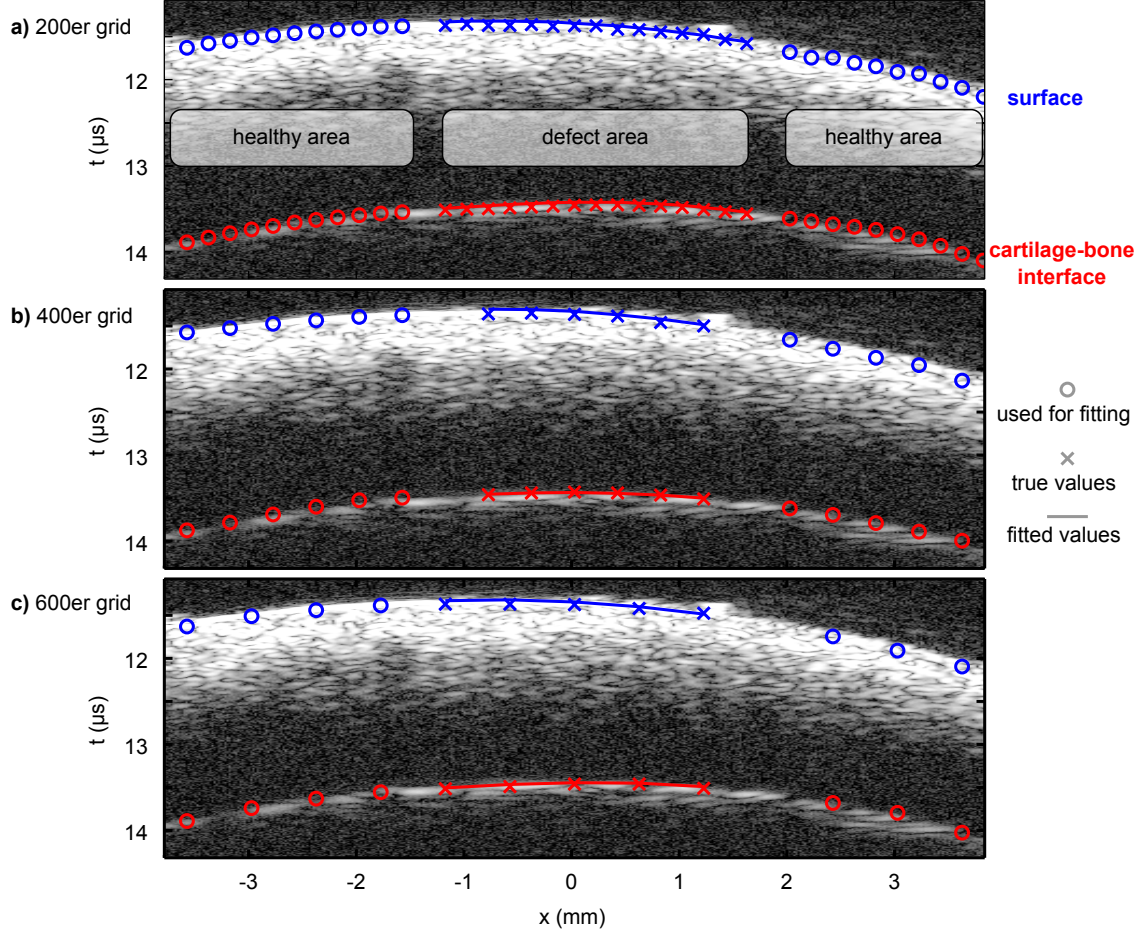 a) 200er grid
12
13
14
t (µs)
healthy area
defect area
healthy area
surface
cartilage-bone
interface
b) 400er grid
12
13
14
t (µs)
used for fitting
true values
fitted values
c) 600er grid
12
13
14
t (µs)
-3 -2 -1 0 1 2 3
x (mm)